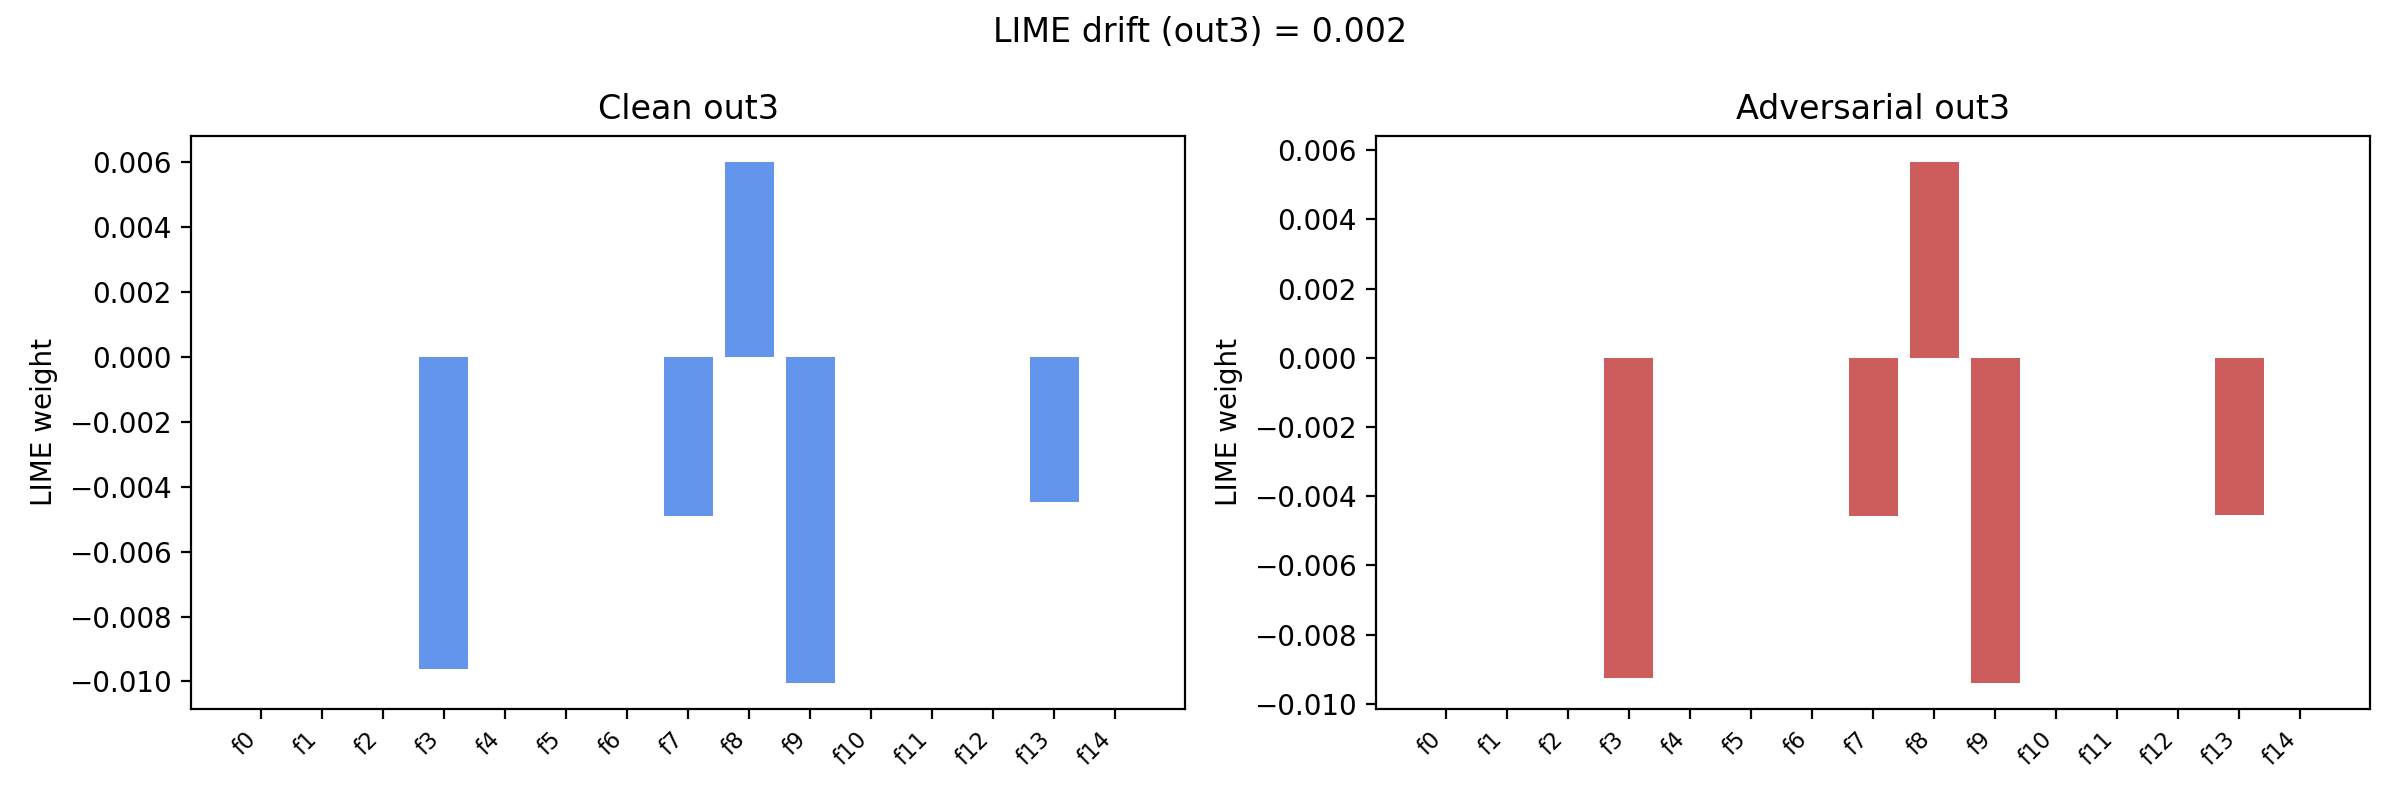 LIME drift (out3) = 0.002
Clean out3
LIME weight
0.006
0.004
0.002
0.000
−0.002
−0.004
−0.006
−0.008
−0.010
f0 f1 f2 f3 f4 f5 f6 f7 f8 f9 f10 f11 f12 f13 f14
Adversarial out3
LIME weight
0.006
0.004
0.002
0.000
−0.002
−0.004
−0.006
−0.008
−0.010
f0 f1 f2 f3 f4 f5 f6 f7 f8 f9 f10 f11 f12 f13 f14